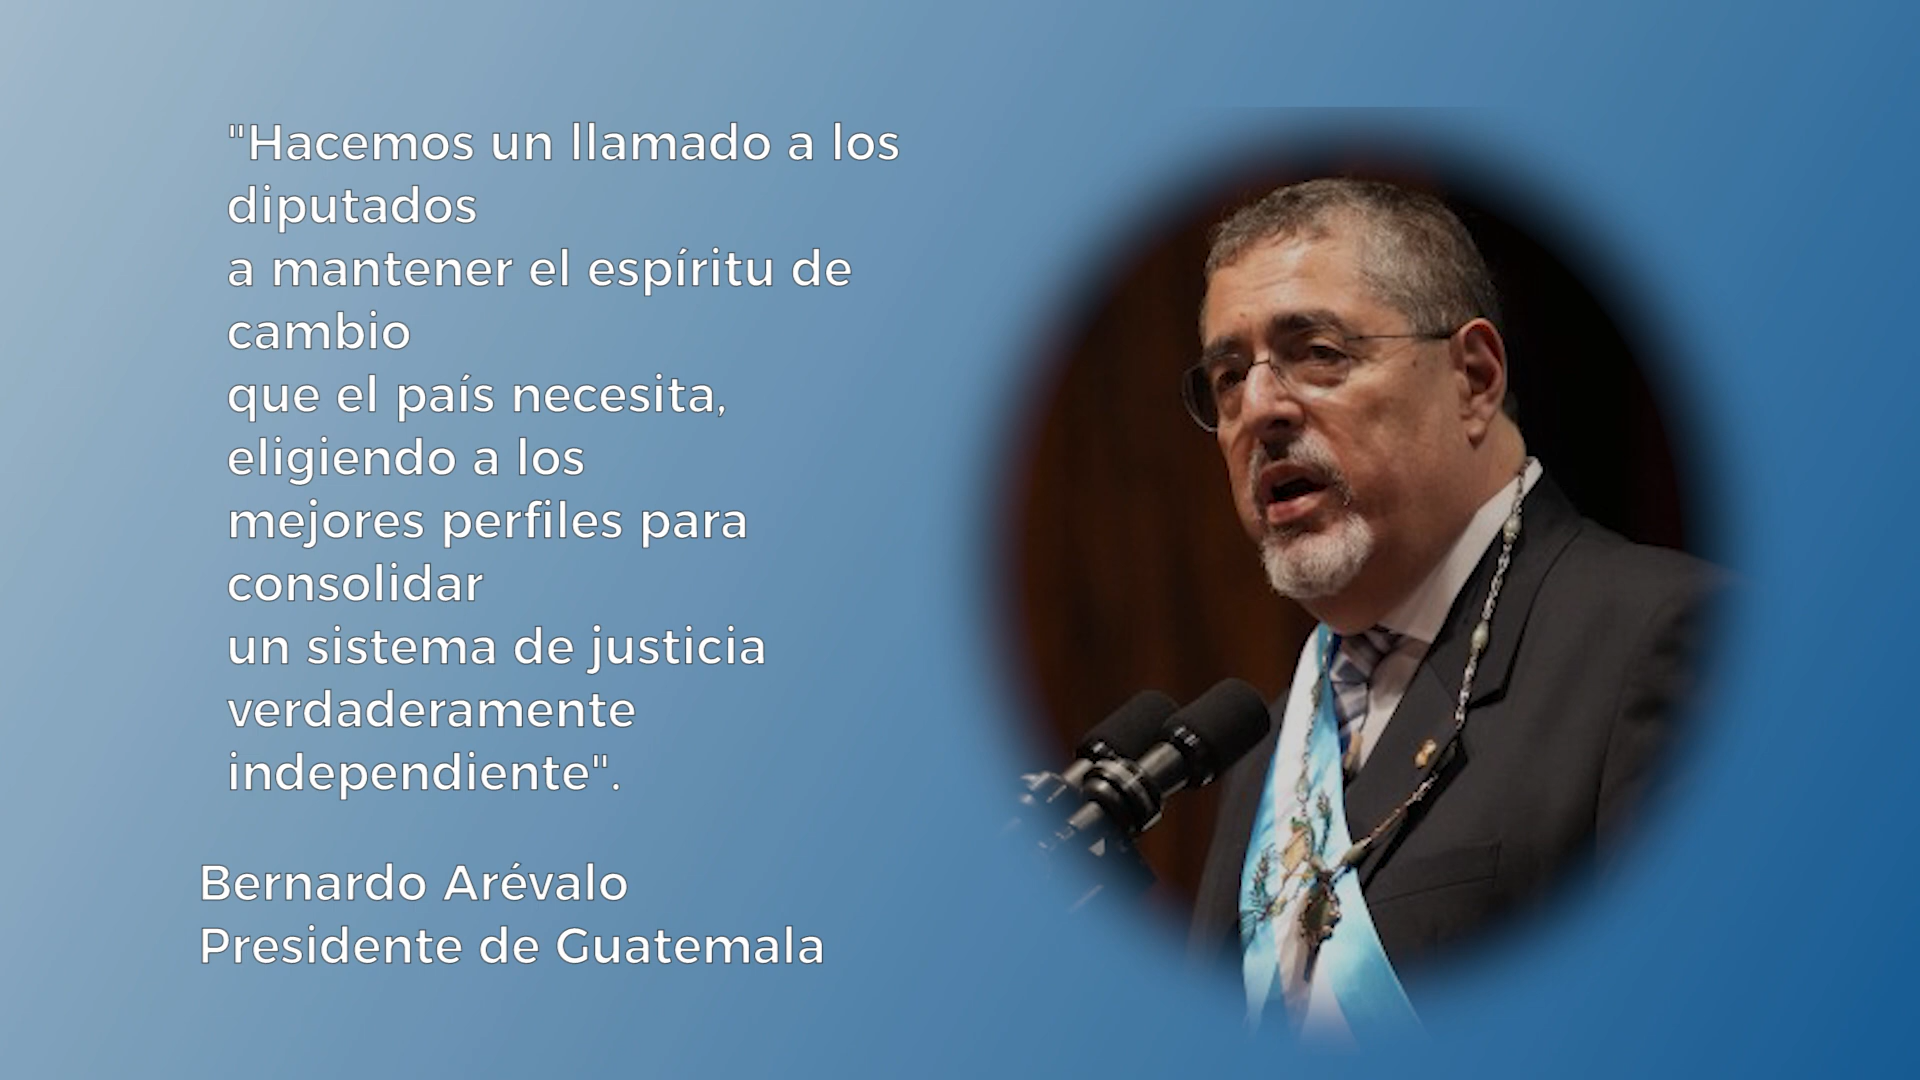 "Hacemos un llamado a los
diputados
a mantener el espíritu de
cambio
que el país necesita,
eligiendo a los
mejores perfiles para
consolidar
un sistema de justicia
verdaderamente
independiente".
Bernardo Arévalo
Presidente de Guatemala